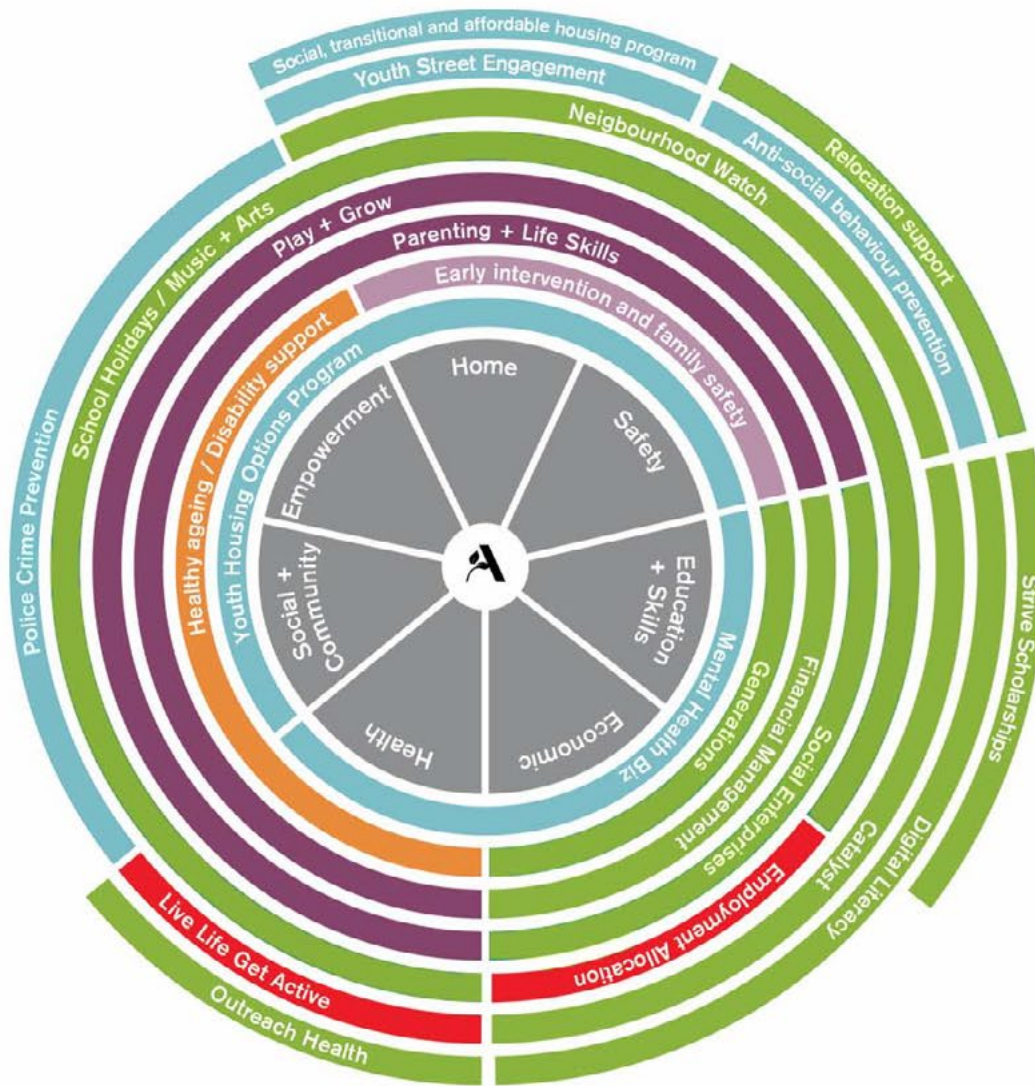 Social, transitional and affordable housing program
Youth Street Engagement
Neigbourhood Watch
Relocation support
Anti-social behaviour prevention
School Holidays / Music + Arts
Play + Grow
Parenting + Life Skills
Early intervention and family safety
Healthy ageing / Disability support
Youth Housing Options Program
Police Crime Prevention
Home
Safety
Education
+ Skills
Economic
Health
Social +
Community
Empowerment
A
Mental Health Biz
Generations
Financial Management
Social Enterprises
Employment Allocation
Catalyst
Digital Literacy
Strive Scholarships
Live Life Get Active
Outreach Health